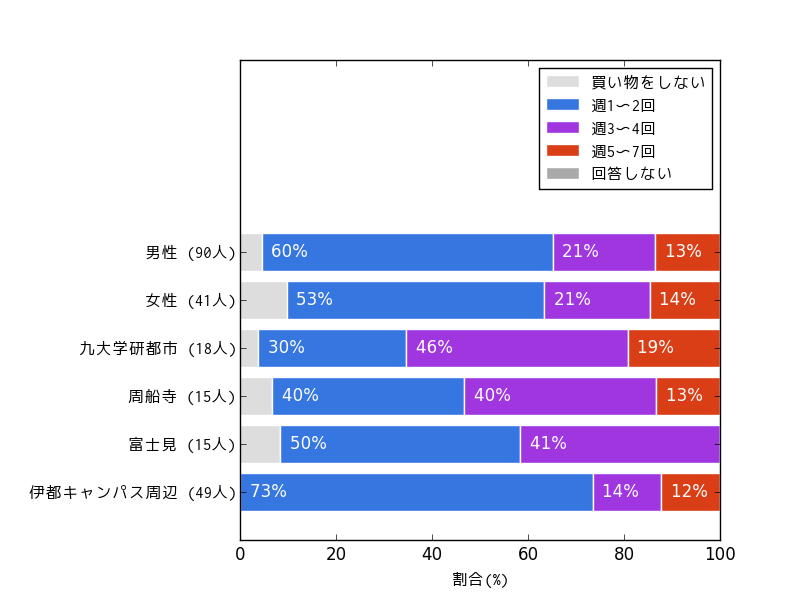 買い物をしない
週1〜2回
週3〜4回
週5〜7回
回答しない
男性 (90人) 60% 21% 13%
女性 (41人) 53% 21% 14%
九大学研都市 (18人) 30% 46% 19%
周船寺 (15人) 40% 40% 13%
富士見 (15人) 50% 41%
伊都キャンパス周辺 (49人) 73% 14% 12%
0 20 40 60 80 100
割合(%)